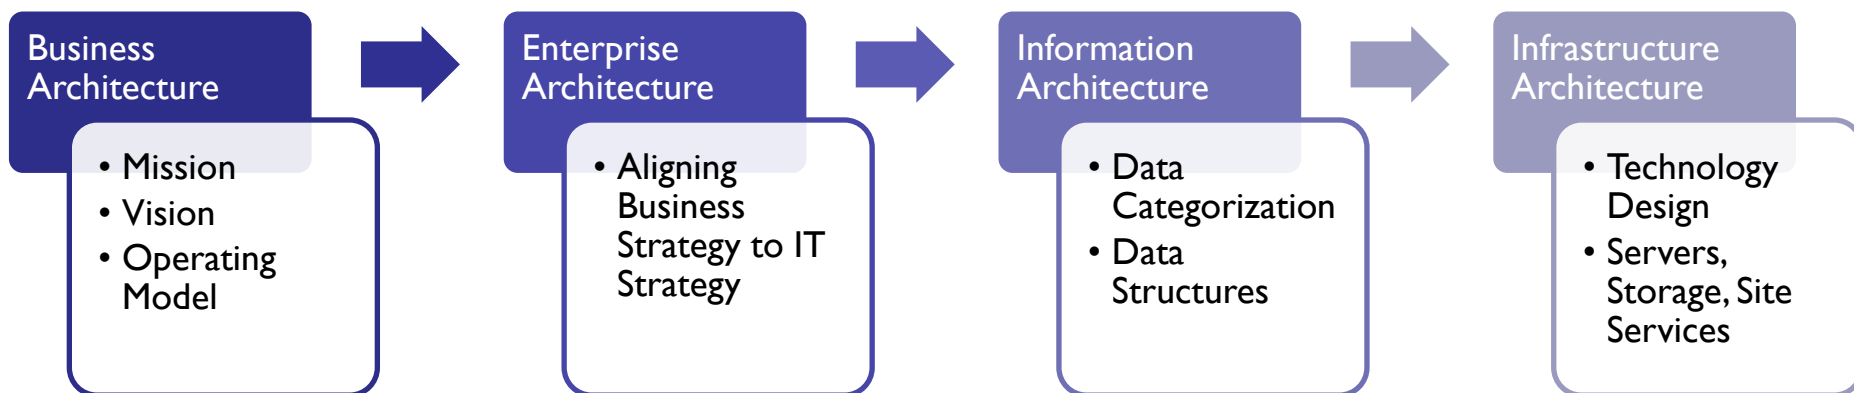 Business
Architecture
• Mission
• Vision
• Operating
Model
Enterprise
Architecture
• Aligning
Business
Strategy to IT
Strategy
Information
Architecture
• Data
Categorization
• Data
Structures
Infrastructure
Architecture
• Technology
Design
• Servers,
Storage, Site
Services